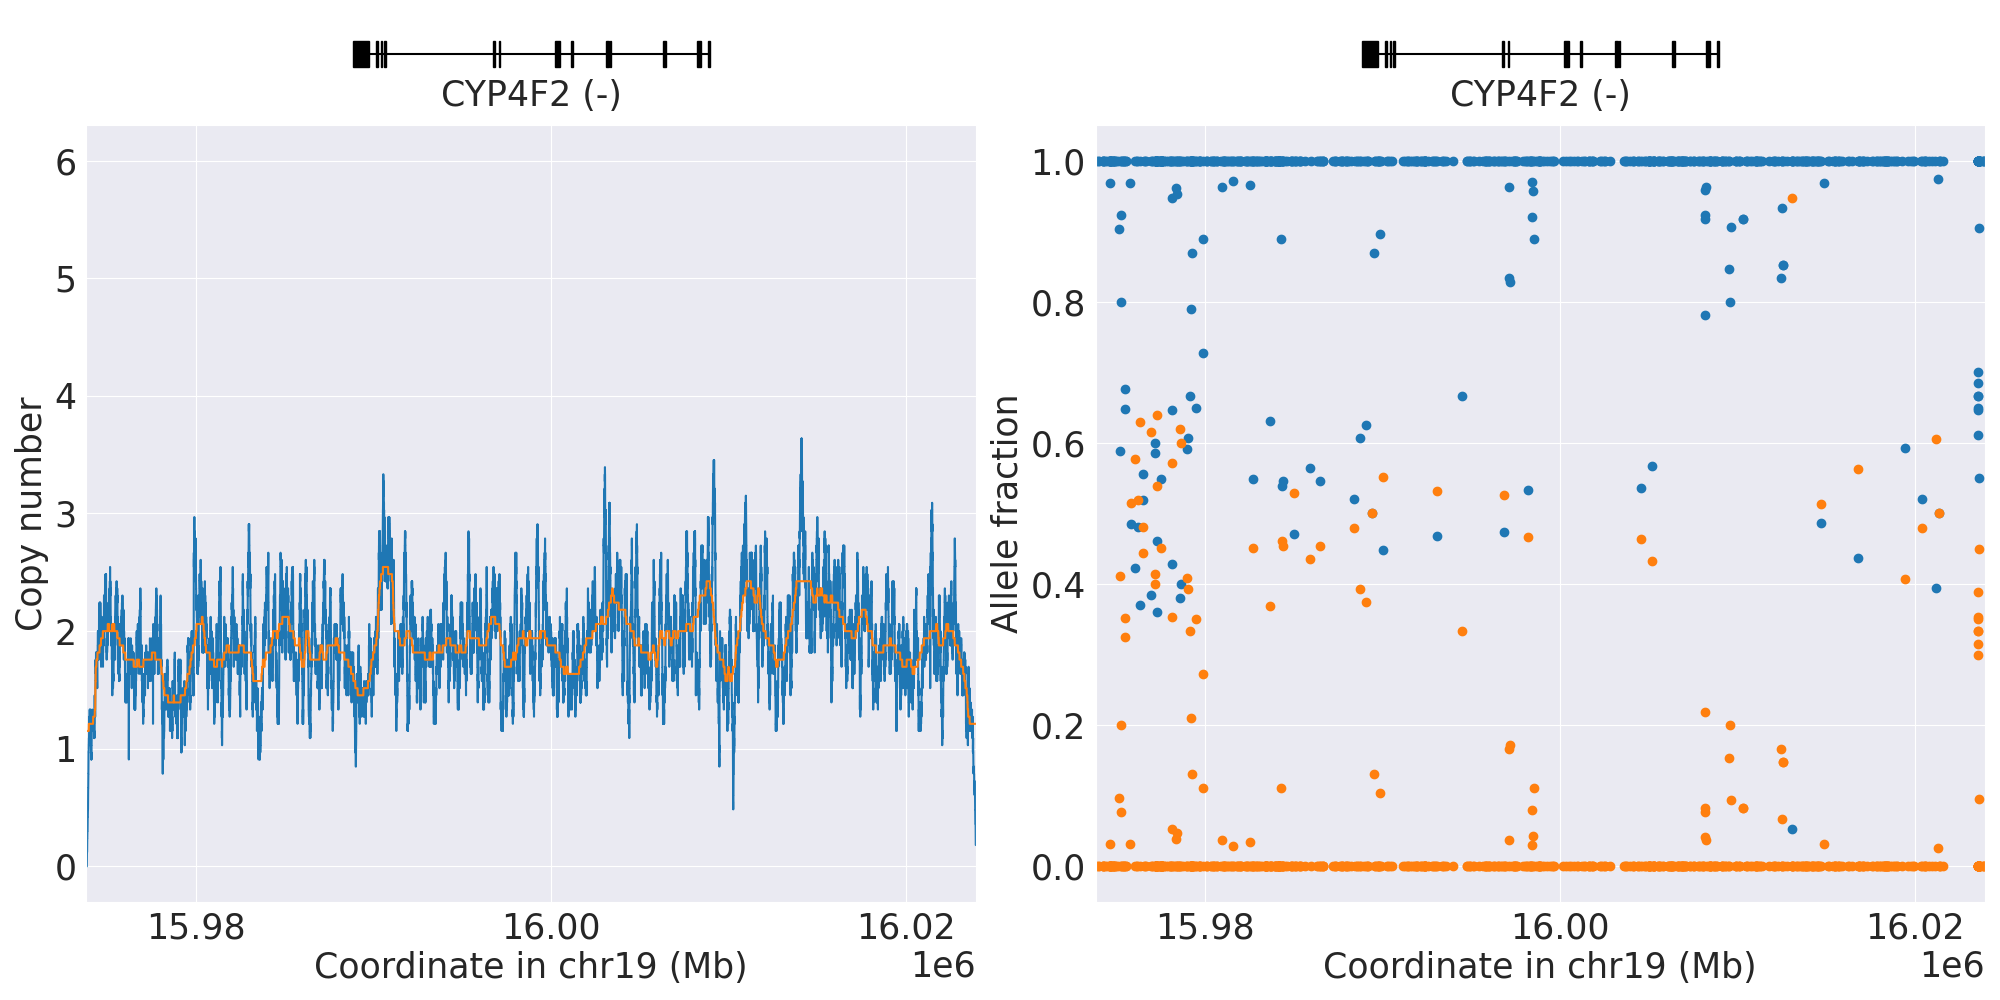 CYP4F2 (-)
CYP4F2 (-)
Copy number
6
5
4
3
2
1
0
15.98
16.00
16.02
Coordinate in chr19 (Mb)
1e6
Allele fraction
1.0
0.8
0.6
0.4
0.2
0.0
15.98
16.00
16.02
Coordinate in chr19 (Mb)
1e6